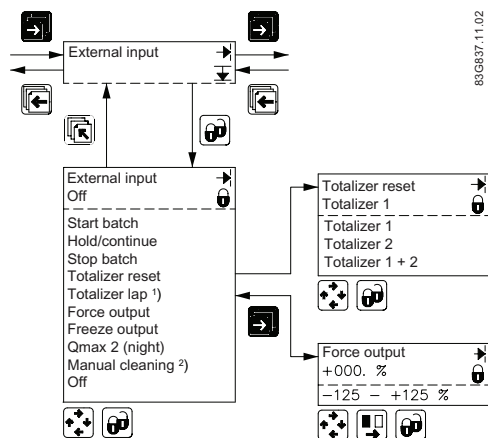 83G837.11.02
External input
External input
Off
Start batch
Hold/continue
Stop batch
Totalizer reset
Totalizer lap ¹)
Force output
Freeze output
Qmax 2 (night)
Manual cleaning ²)
Off
Totalizer reset
Totalizer 1
Totalizer 1
Totalizer 2
Totalizer 1 + 2
Force output
+000. %
−125 − +125 %